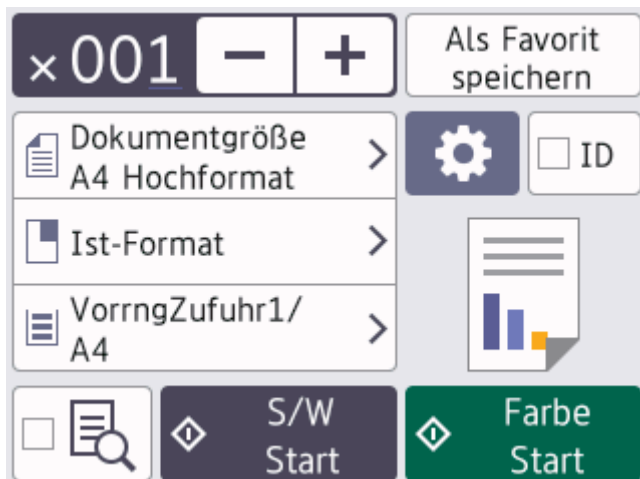 ×001 − +
Als Favorit
speichern
Dokumentgröße
A4 Hochformat
ID
Ist-Format
VorrngZufuhr1/
A4
S/W
Start
Farbe
Start